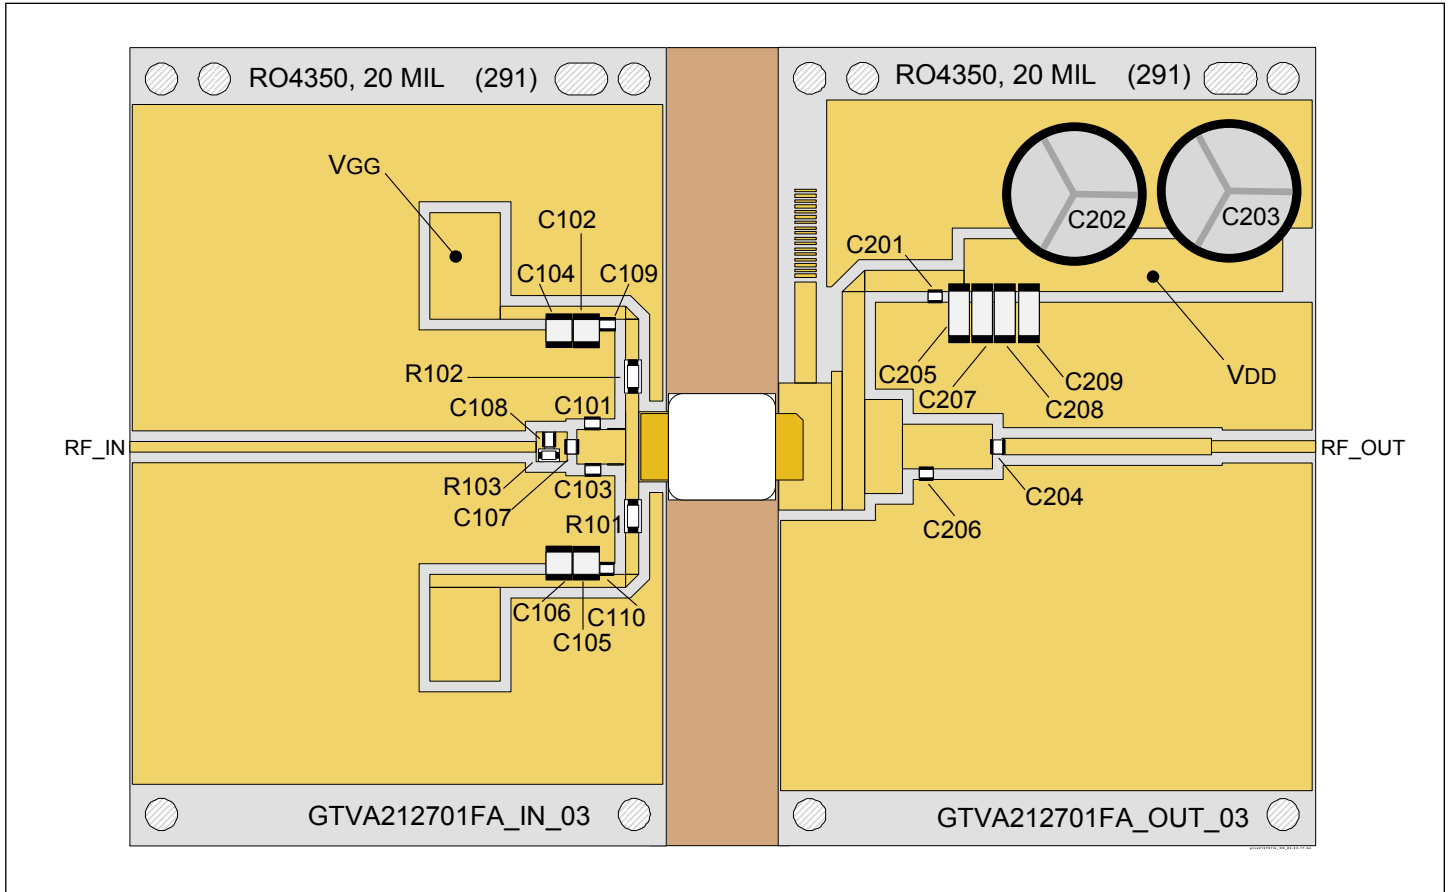 RO4350, 20 MIL (291)
RO4350, 20 MIL (291)
VGG
C102
C104
C109
R102
C108
C101
RF_IN
R103
C107
C103
R101
C106
C110
C105
GTVA212701FA_IN_03
C202
C203
C201
C205
C207
C208
C209
VDD
RF_OUT
C204
C206
GTVA212701FA_OUT_03